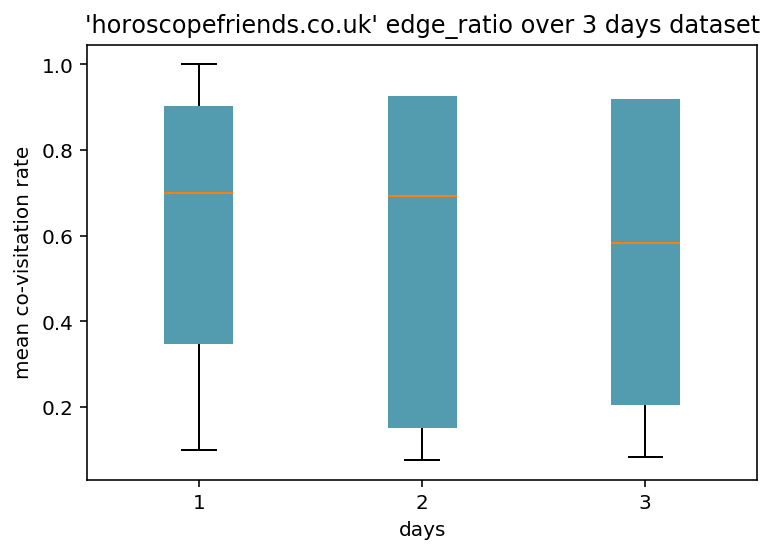 'horoscopefriends.co.uk' edge_ratio over 3 days dataset
mean co-visitation rate
1.0
0.8
0.6
0.4
0.2
1 2 3
days